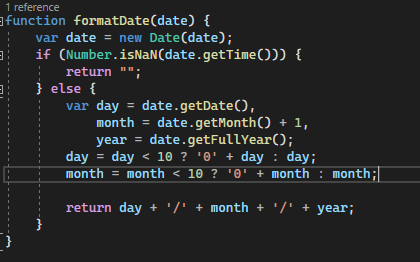 1 reference
function formatDate(date) {
    var date = new Date(date);
    if (Number.isNaN(date.getTime())) {
        return "";
    } else {
        var day = date.getDate(),
            month = date.getMonth() + 1,
            year = date.getFullYear();
        day = day < 10 ? '0' + day : day;
        month = month < 10 ? '0' + month : month;
        return day + '/' + month + '/' + year;
    }
}